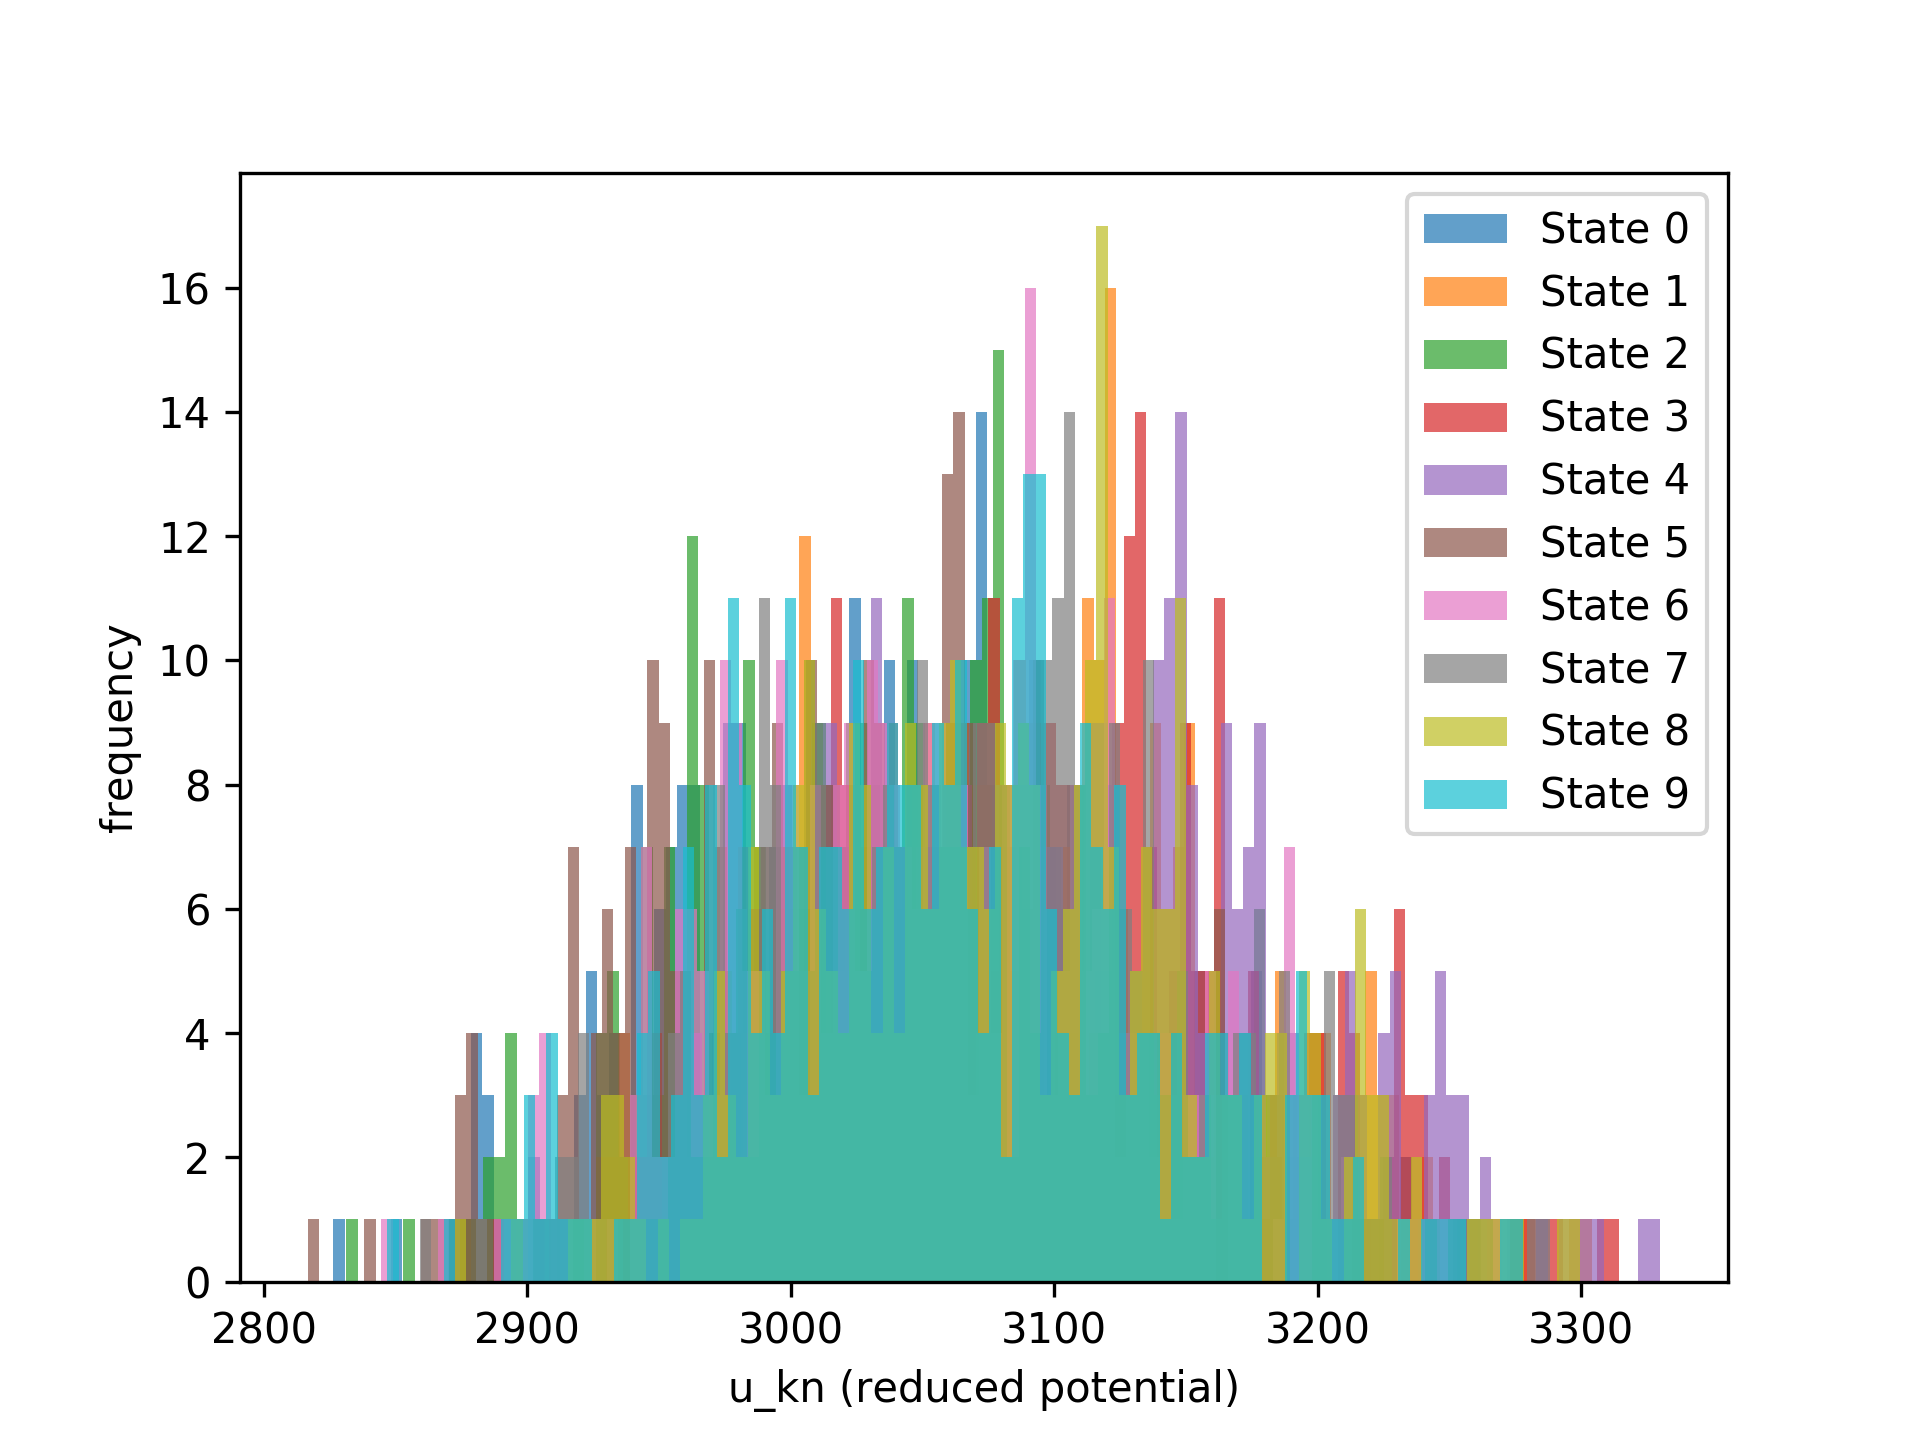 State 0
State 1
State 2
State 3
State 4
State 5
State 6
State 7
State 8
State 9
16
14
12
10
8
6
4
2
0
frequency
2800 2900 3000 3100 3200 3300
u_kn (reduced potential)